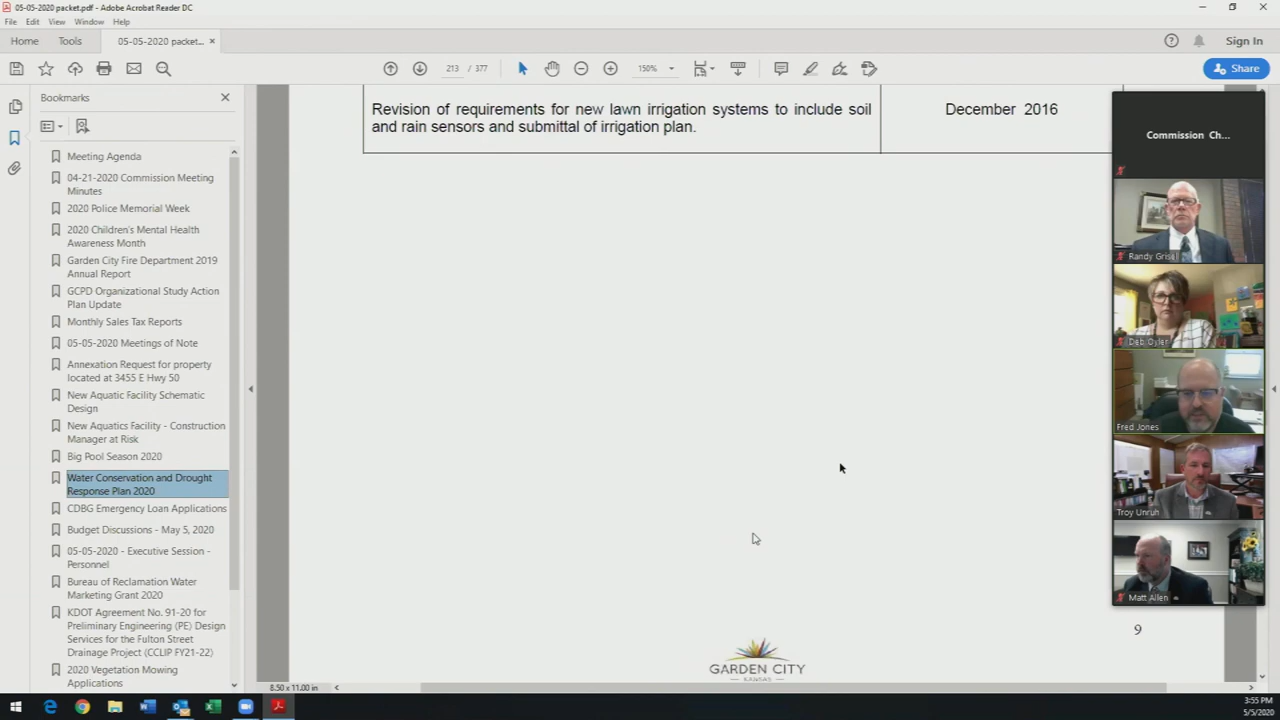 05-05-2020 packet.pdf - Adobe Acrobat Reader DC
File Edit View Window Help
Home Tools 05-05-2020 packet... × Sign In
213 / 377 150% Share
Bookmarks
Meeting Agenda
04-21-2020 Commission Meeting
Minutes
2020 Police Memorial Week
2020 Children's Mental Health
Awareness Month
Garden City Fire Department 2019
Annual Report
GCPD Organizational Study Action
Plan Update
Monthly Sales Tax Reports
05-05-2020 Meetings of Note
Annexation Request for property
located at 3455 E Hwy 50
New Aquatic Facility Schematic
Design
New Aquatics Facility - Construction
Manager at Risk
Big Pool Season 2020
Water Conservation and Drought
Response Plan 2020
CDBG Emergency Loan Applications
Budget Discussions - May 5, 2020
05-05-2020 - Executive Session -
Personnel
Bureau of Reclamation Water
Marketing Grant 2020
KDOT Agreement No. 91-20 for
Preliminary Engineering (PE) Design
Services for the Fulton Street
Drainage Project (CCLIP FY21-22)
2020 Vegetation Mowing
Applications
Revision of requirements for new lawn irrigation systems to include soil
and rain sensors and submittal of irrigation plan.
December 2016
9
GARDEN CITY
KANSAS
8.50 x 11.00 in
Commission Ch...
Randy Grisell
Deb Oyler
Fred Jones
Troy Unruh
Matt Allen
3:55 PM
5/5/2020